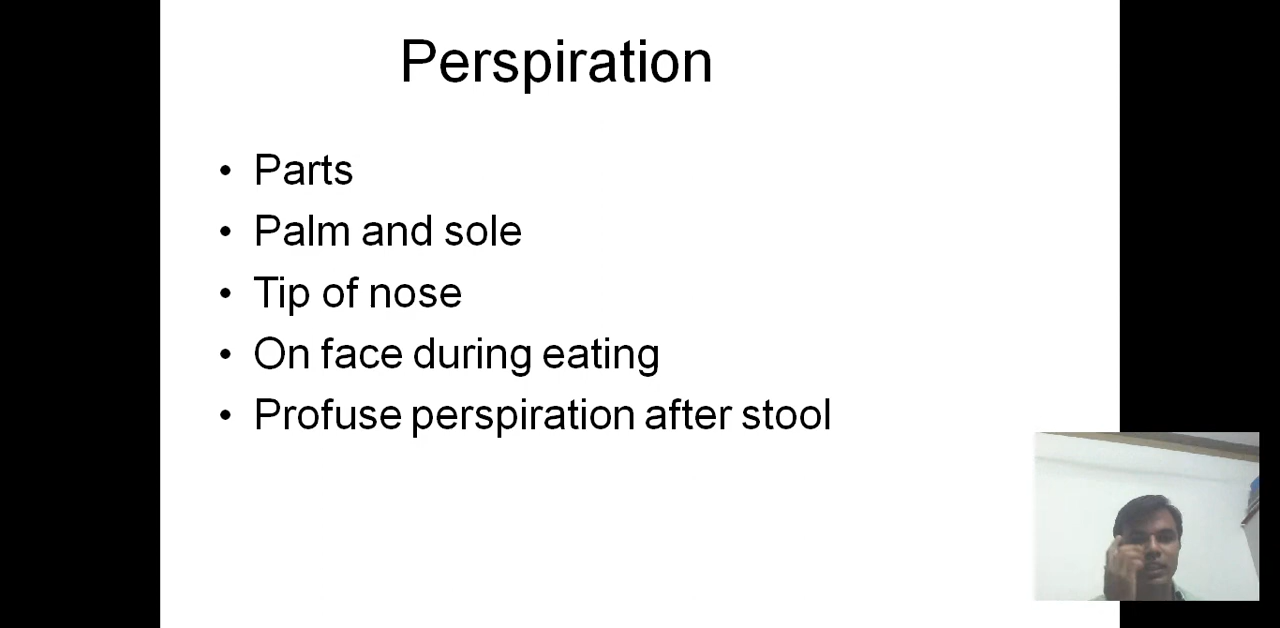 Perspiration
• Parts
• Palm and sole
• Tip of nose
• On face during eating
• Profuse perspiration after stool